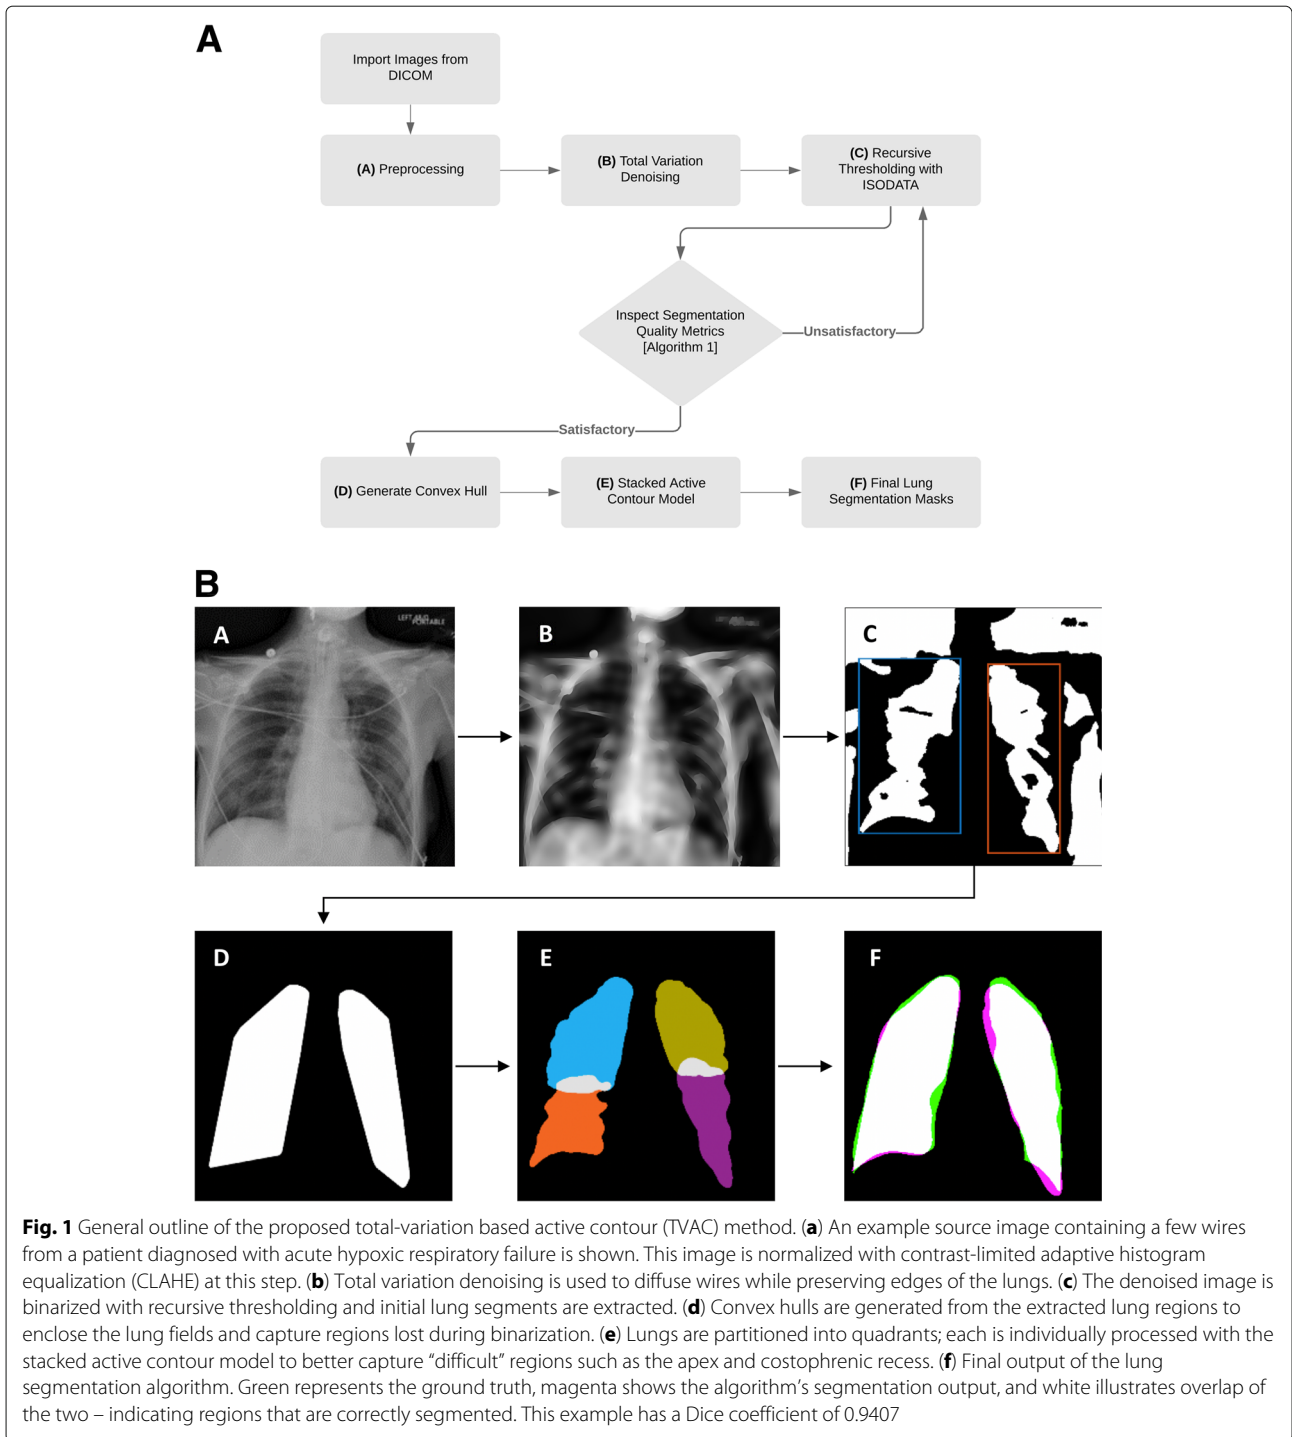 A
Import Images from
DICOM
(A) Preprocessing
(B) Total Variation
Denoising
(C) Recursive
Thresholding with
ISODATA
Inspect Segmentation
Quality Metrics
[Algorithm 1]
Unsatisfactory
Satisfactory
(D) Generate Convex Hull
(E) Stacked Active
Contour Model
(F) Final Lung
Segmentation Masks
B
A
PORTABLE
B
C
D
E
F
Fig. 1 General outline of the proposed total-variation based active contour (TVAC) method. (a) An example source image containing a few wires
from a patient diagnosed with acute hypoxic respiratory failure is shown. This image is normalized with contrast-limited adaptive histogram
equalization (CLAHE) at this step. (b) Total variation denoising is used to diffuse wires while preserving edges of the lungs. (c) The denoised image is
binarized with recursive thresholding and initial lung segments are extracted. (d) Convex hulls are generated from the extracted lung regions to
enclose the lung fields and capture regions lost during binarization. (e) Lungs are partitioned into quadrants; each is individually processed with the
stacked active contour model to better capture “difficult” regions such as the apex and costophrenic recess. (f) Final output of the lung
segmentation algorithm. Green represents the ground truth, magenta shows the algorithm’s segmentation output, and white illustrates overlap of
the two – indicating regions that are correctly segmented. This example has a Dice coefficient of 0.9407